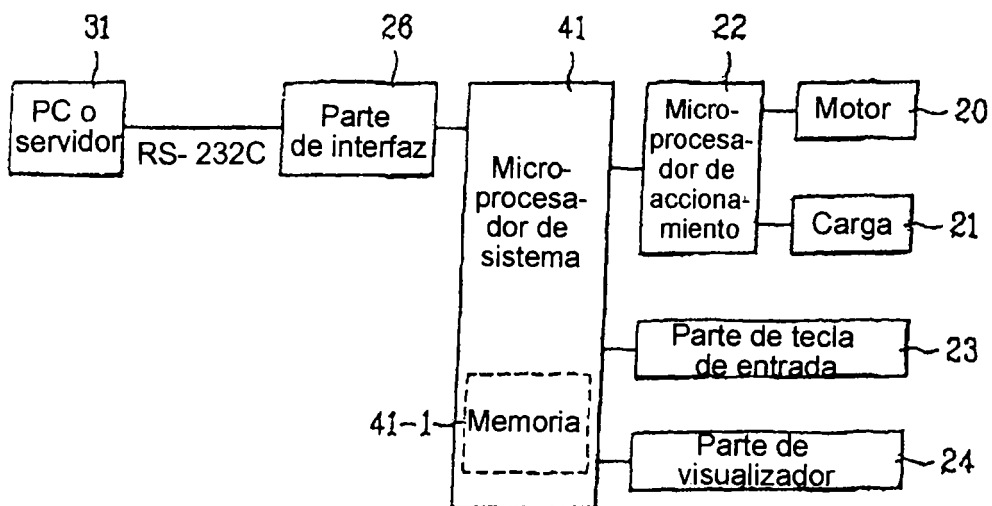 31
26
41
22
PC o
servidor
RS- 232C
Parte
de interfaz
Micro-
procesa-
dor de
sistema
41-1
Memoria
Micro-
procesa-
dor de
acciona-
miento
Motor
20
Carga
21
Parte de tecla
de entrada
23
Parte de
visualizador
24